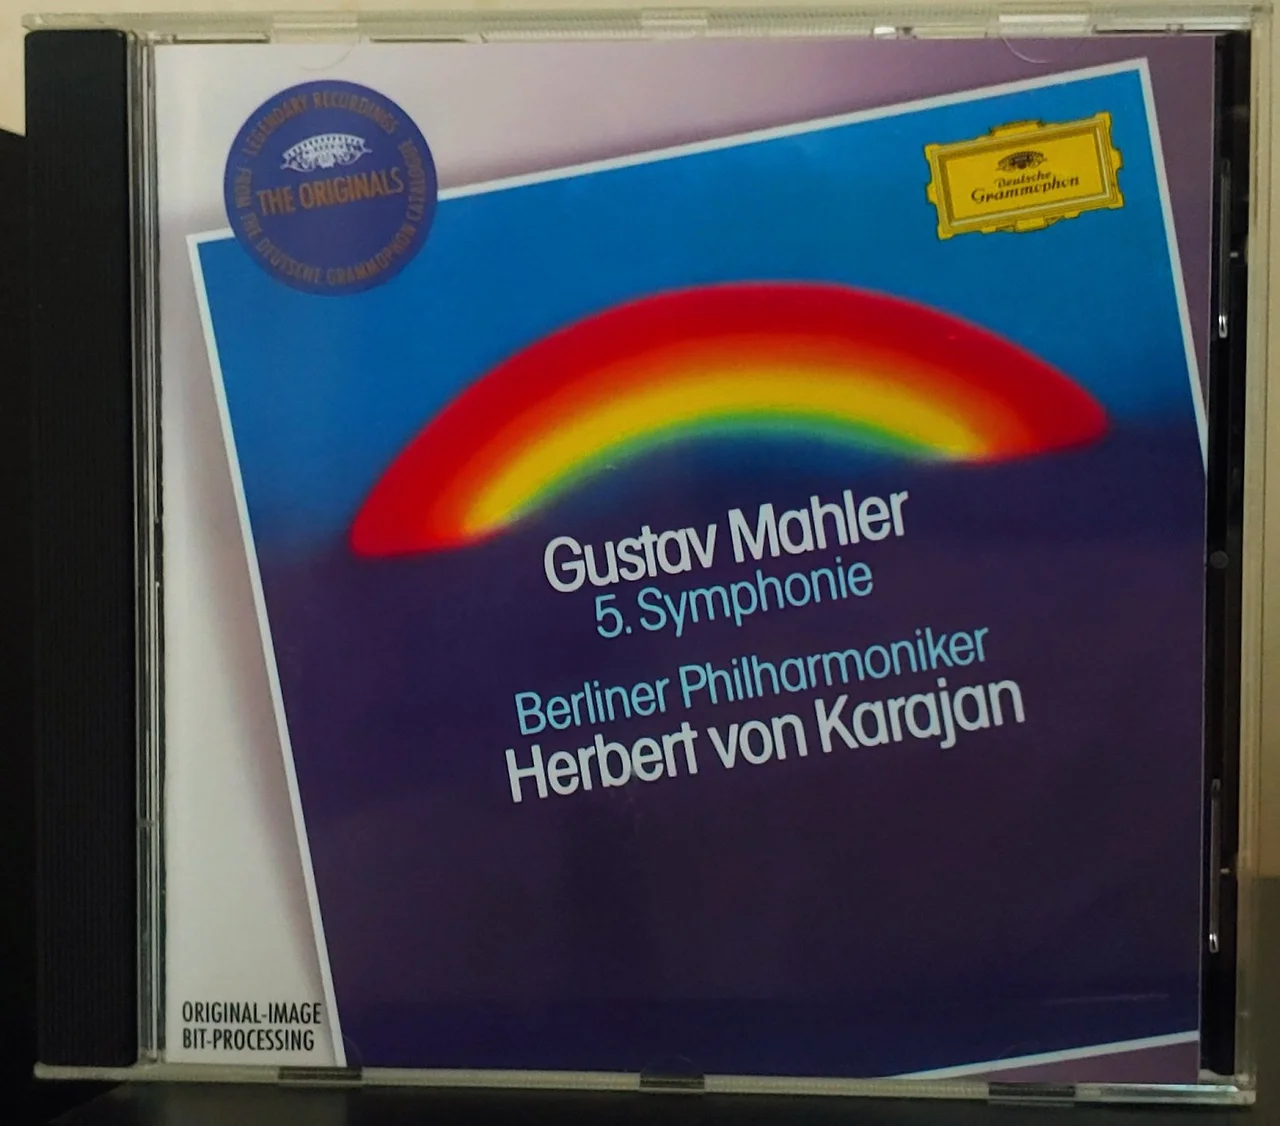 LEGENDARY RECORDINGS · FROM THE DEUTSCHE GRAMMOPHON CATALOGUE ·
THE ORIGINALS
Deutsche
Grammophon
Gustav Mahler
5. Symphonie
Berliner Philharmoniker
Herbert von Karajan
ORIGINAL-IMAGE
BIT-PROCESSING